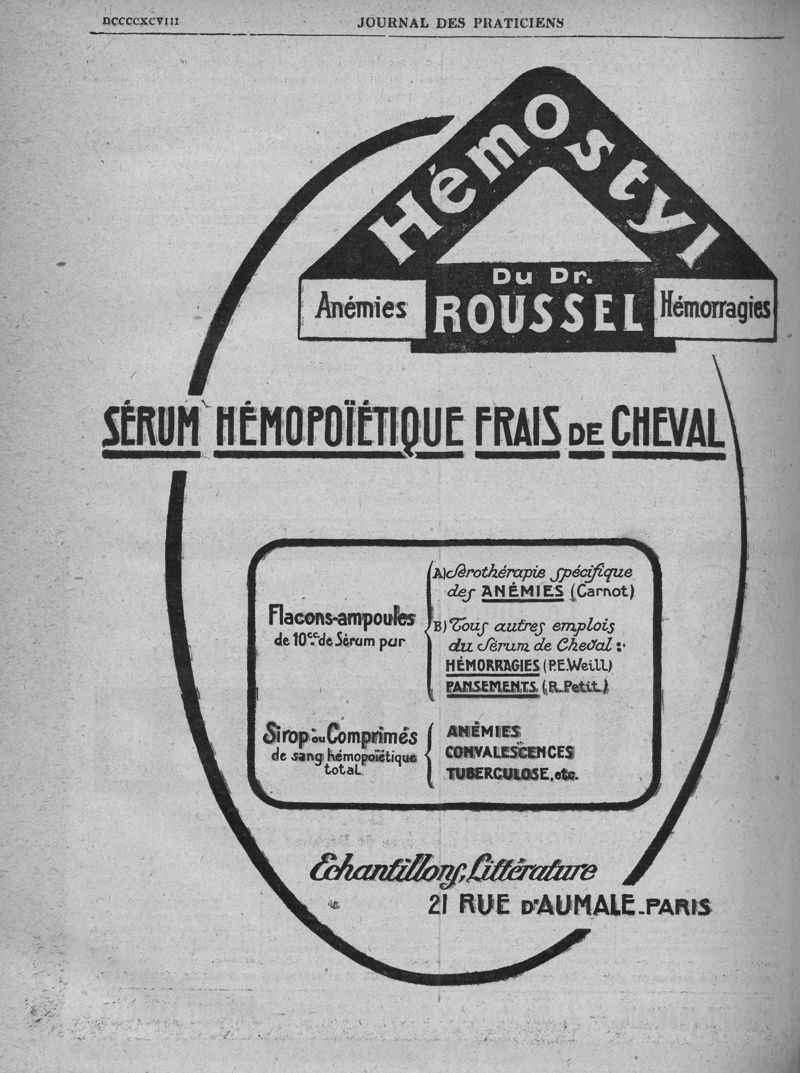 DCCCCXCVIII
JOURNAL DES PRATICIENS
Hémostyl
Du Dr.
ROUSSEL
Anémies
Hémorragies
SÉRUM HÉMOPOÏÉTIQUE FRAIS DE CHEVAL
Flacons-ampoules
de 10cc. de Sérum pur
A) Sérothérapie spécifique
des ANÉMIES (Carnot)
B) Tous autres emplois
du Sérum de Cheval :
HÉMORRAGIES (P.E.Weill)
PANSEMENTS (R.Petit)
Sirop ou Comprimés
de sang hémopoïétique
total
ANÉMIES
CONVALESCENCES
TUBERCULOSE, etc.
Echantillons, Littérature
21 RUE D'AUMALE-PARIS